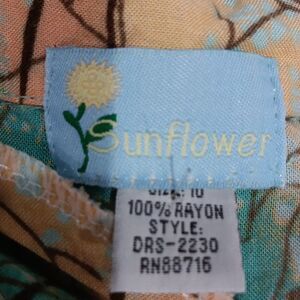 Sunflower
SIZE: 10
100% RAYON
STYLE:
DRS-2230
RN88716